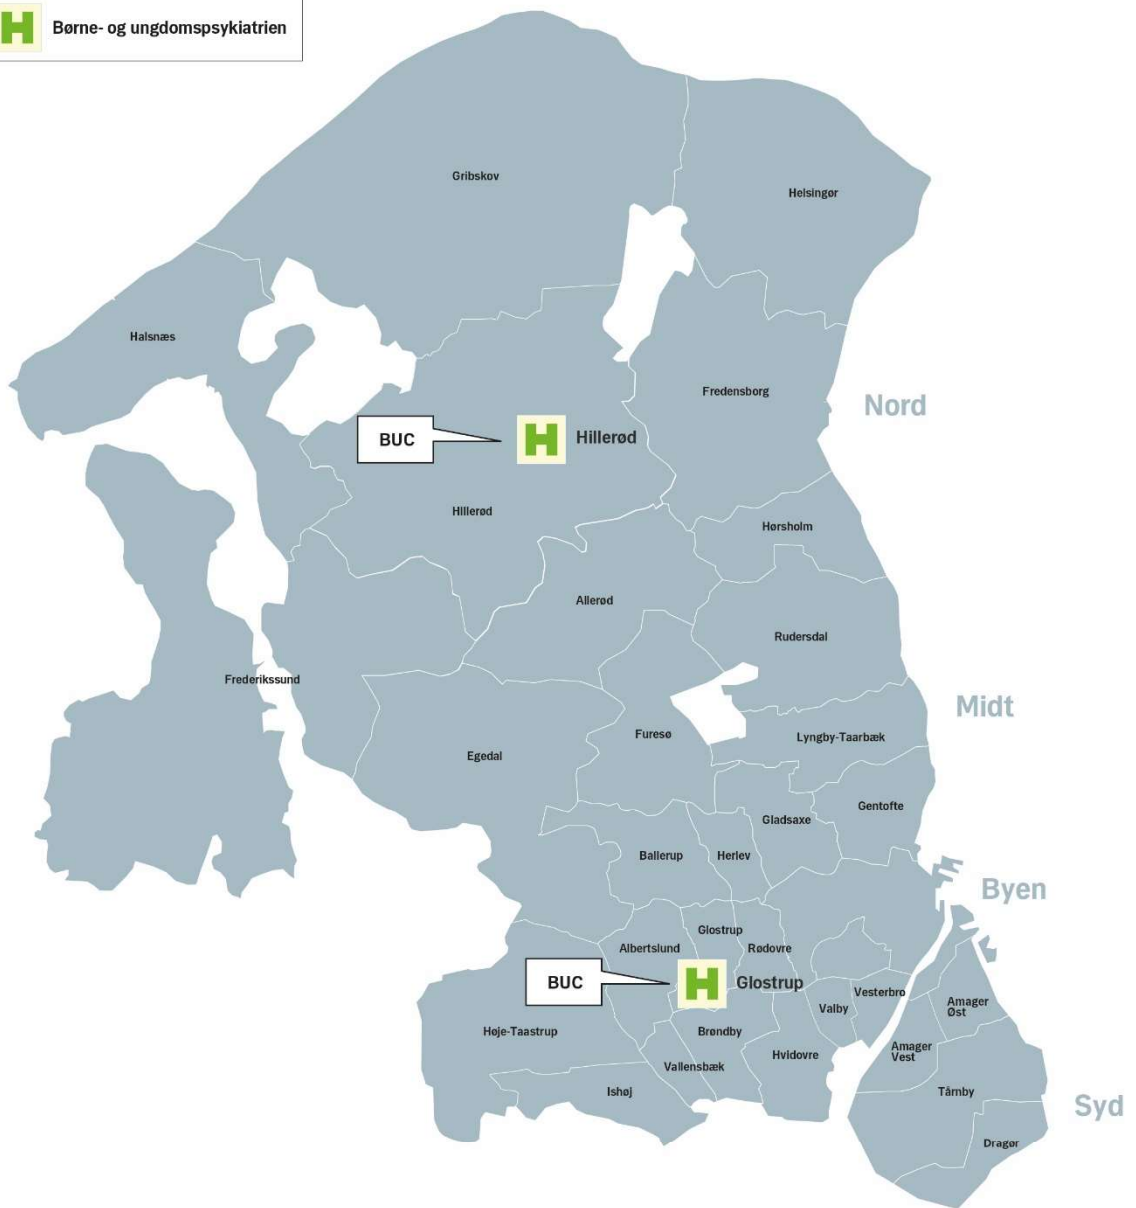 H Børne- og ungdomspsykiatrien
Gribskov
Helsingør
Halsnæs
Fredensborg
Nord
BUC
H Hillerød
Hillerød
Hørsholm
Allerød
Rudersdal
Frederikssund
Midt
Furesø
Lyngby-Taarbæk
Egedal
Gentofte
Gladsaxe
Ballerup
Herlev
Byen
Glostrup
Albertslund
Rødovre
BUC
H Glostrup
Vesterbro
Valby
Amager
Øst
Høje-Taastrup
Brøndby
Amager
Vest
Hvidovre
Vallensbæk
Ishøj
Tårnby
Syd
Dragør